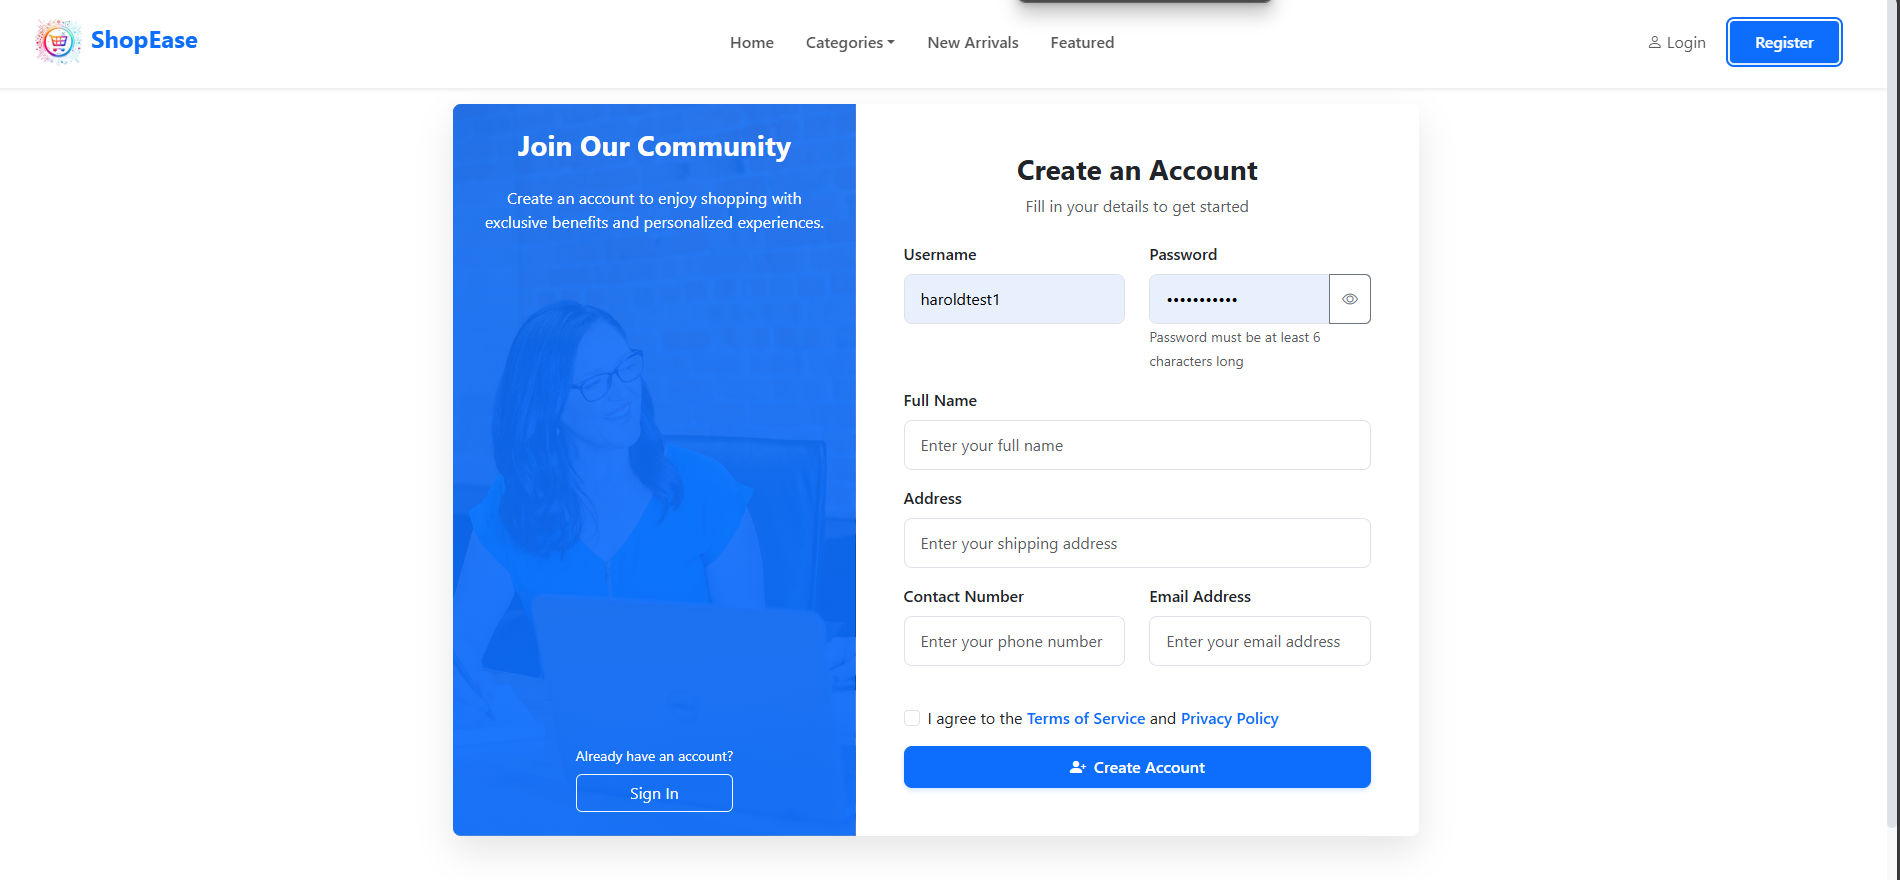 ShopEase
Home
Categories
New Arrivals
Featured
Login
Register
Join Our Community
Create an account to enjoy shopping with
exclusive benefits and personalized experiences.
Already have an account?
Sign In
Create an Account
Fill in your details to get started
Username
Password
haroldtest1
•••••••••••
Password must be at least 6
characters long
Full Name
Enter your full name
Address
Enter your shipping address
Contact Number
Email Address
Enter your phone number
Enter your email address
I agree to the Terms of Service and Privacy Policy
Create Account